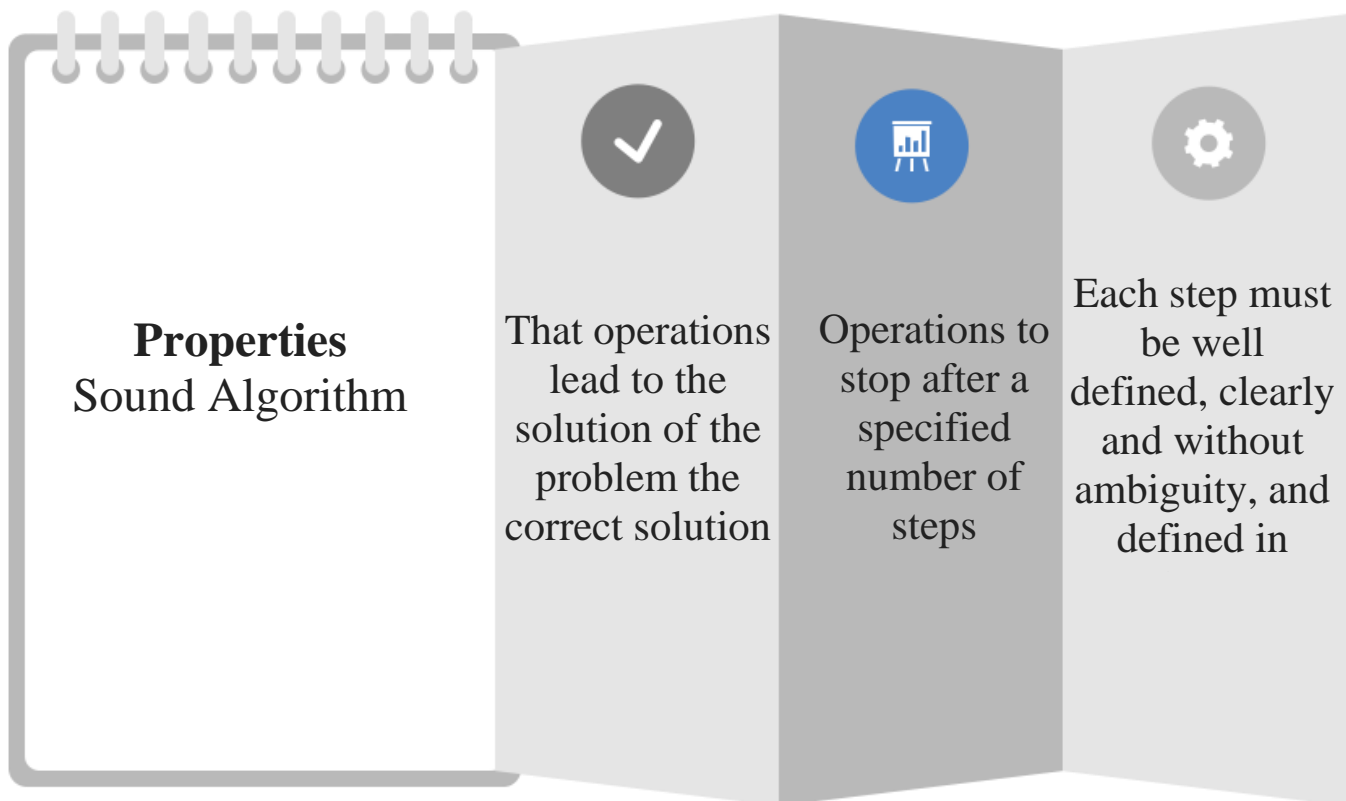 Properties
Sound Algorithm
That operations
lead to the
solution of the
problem the
correct solution
Operations to
stop after a
specified
number of
steps
Each step must
be well
defined, clearly
and without
ambiguity, and
defined in